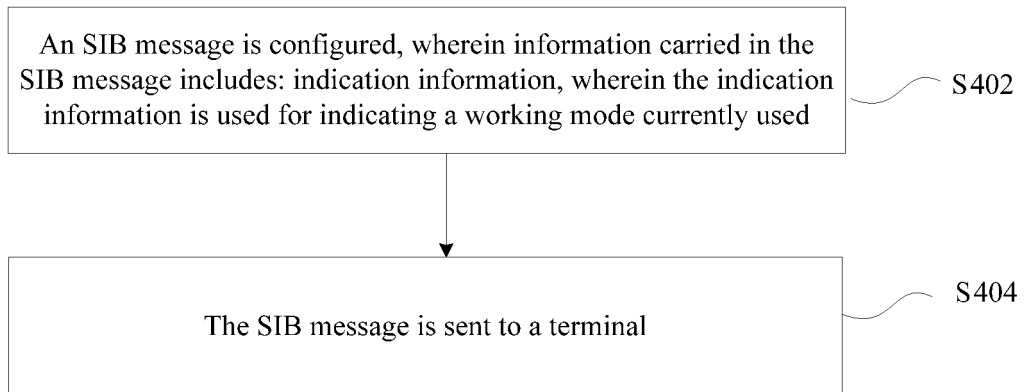 An SIB message is configured, wherein information carried in the
SIB message includes: indication information, wherein the indication
information is used for indicating a working mode currently used
S402
The SIB message is sent to a terminal
S404